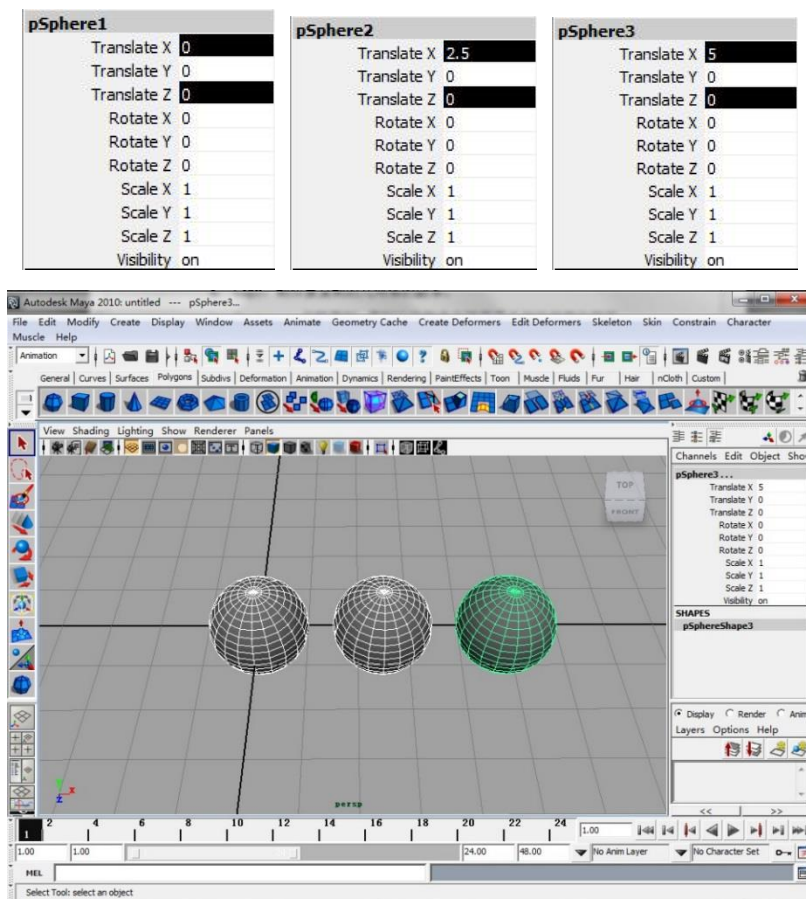 pSphere1
Translate X 0
Translate Y 0
Translate Z 0
Rotate X 0
Rotate Y 0
Rotate Z 0
Scale X 1
Scale Y 1
Scale Z 1
Visibility on
pSphere2
Translate X 2.5
Translate Y 0
Translate Z 0
Rotate X 0
Rotate Y 0
Rotate Z 0
Scale X 1
Scale Y 1
Scale Z 1
Visibility on
pSphere3
Translate X 5
Translate Y 0
Translate Z 0
Rotate X 0
Rotate Y 0
Rotate Z 0
Scale X 1
Scale Y 1
Scale Z 1
Visibility on
Autodesk Maya 2010: untitled --- pSphere3...
File Edit Modify Create Display Window Assets Animate Geometry Cache Create Deformers Edit Deformers Skeleton Skin Constrain Character
Muscle Help
Animation
General Curves Surfaces Polygons Subdivs Deformation Animation Dynamics Rendering PaintEffects Toon Muscle Fluids Fur Hair nCloth Custom
View Shading Lighting Show Renderer Panels
TOP
FRONT
persp
y
x
z
Channels Edit Object Sho
pSphere3 . . .
Translate X 5
Translate Y 0
Translate Z 0
Rotate X 0
Rotate Y 0
Rotate Z 0
Scale X 1
Scale Y 1
Scale Z 1
Visibility on
SHAPES
pSphereShape3
Display Render Anim
Layers Options Help
<< >>
1 2 4 6 8 10 12 14 16 18 20 22 24 1.00
1.00 1.00 24.00 48.00 No Anim Layer No Character Set
MEL
Select Tool: select an object